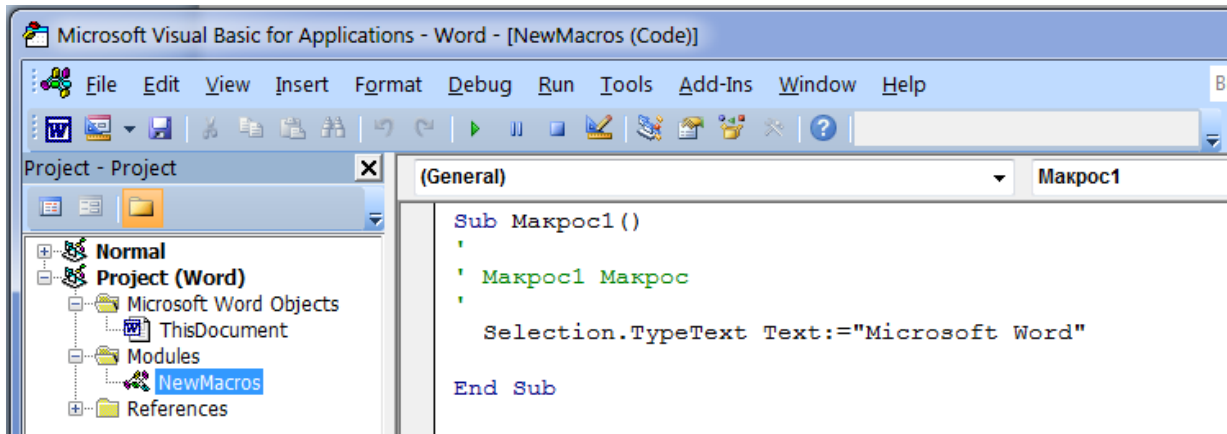 Microsoft Visual Basic for Applications - Word - [NewMacros (Code)]
File Edit View Insert Format Debug Run Tools Add-Ins Window Help
Project - Project
(General) Макрос1
Normal
Project (Word)
Microsoft Word Objects
ThisDocument
Modules
NewMacros
References
Sub Макрос1()
'
' Макрос1 Макрос
'
Selection.TypeText Text:="Microsoft Word"
End Sub